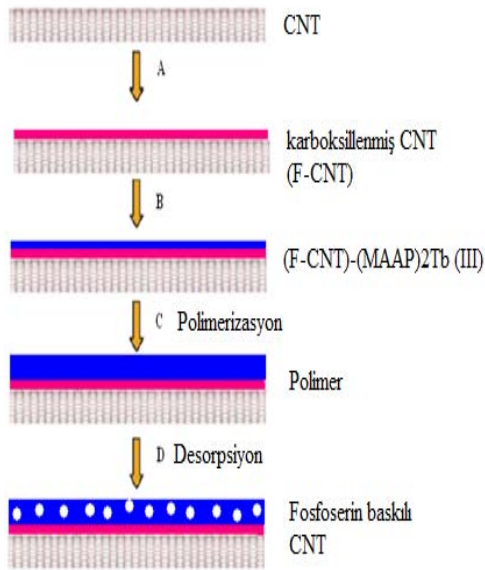 CNT
A
karboksillenmiş CNT
(F-CNT)
B
(F-CNT)-(MAAP)2Tb (III)
C Polimerizasyon
Polimer
D Desorpsiyon
Fosfoserin baskılı
CNT